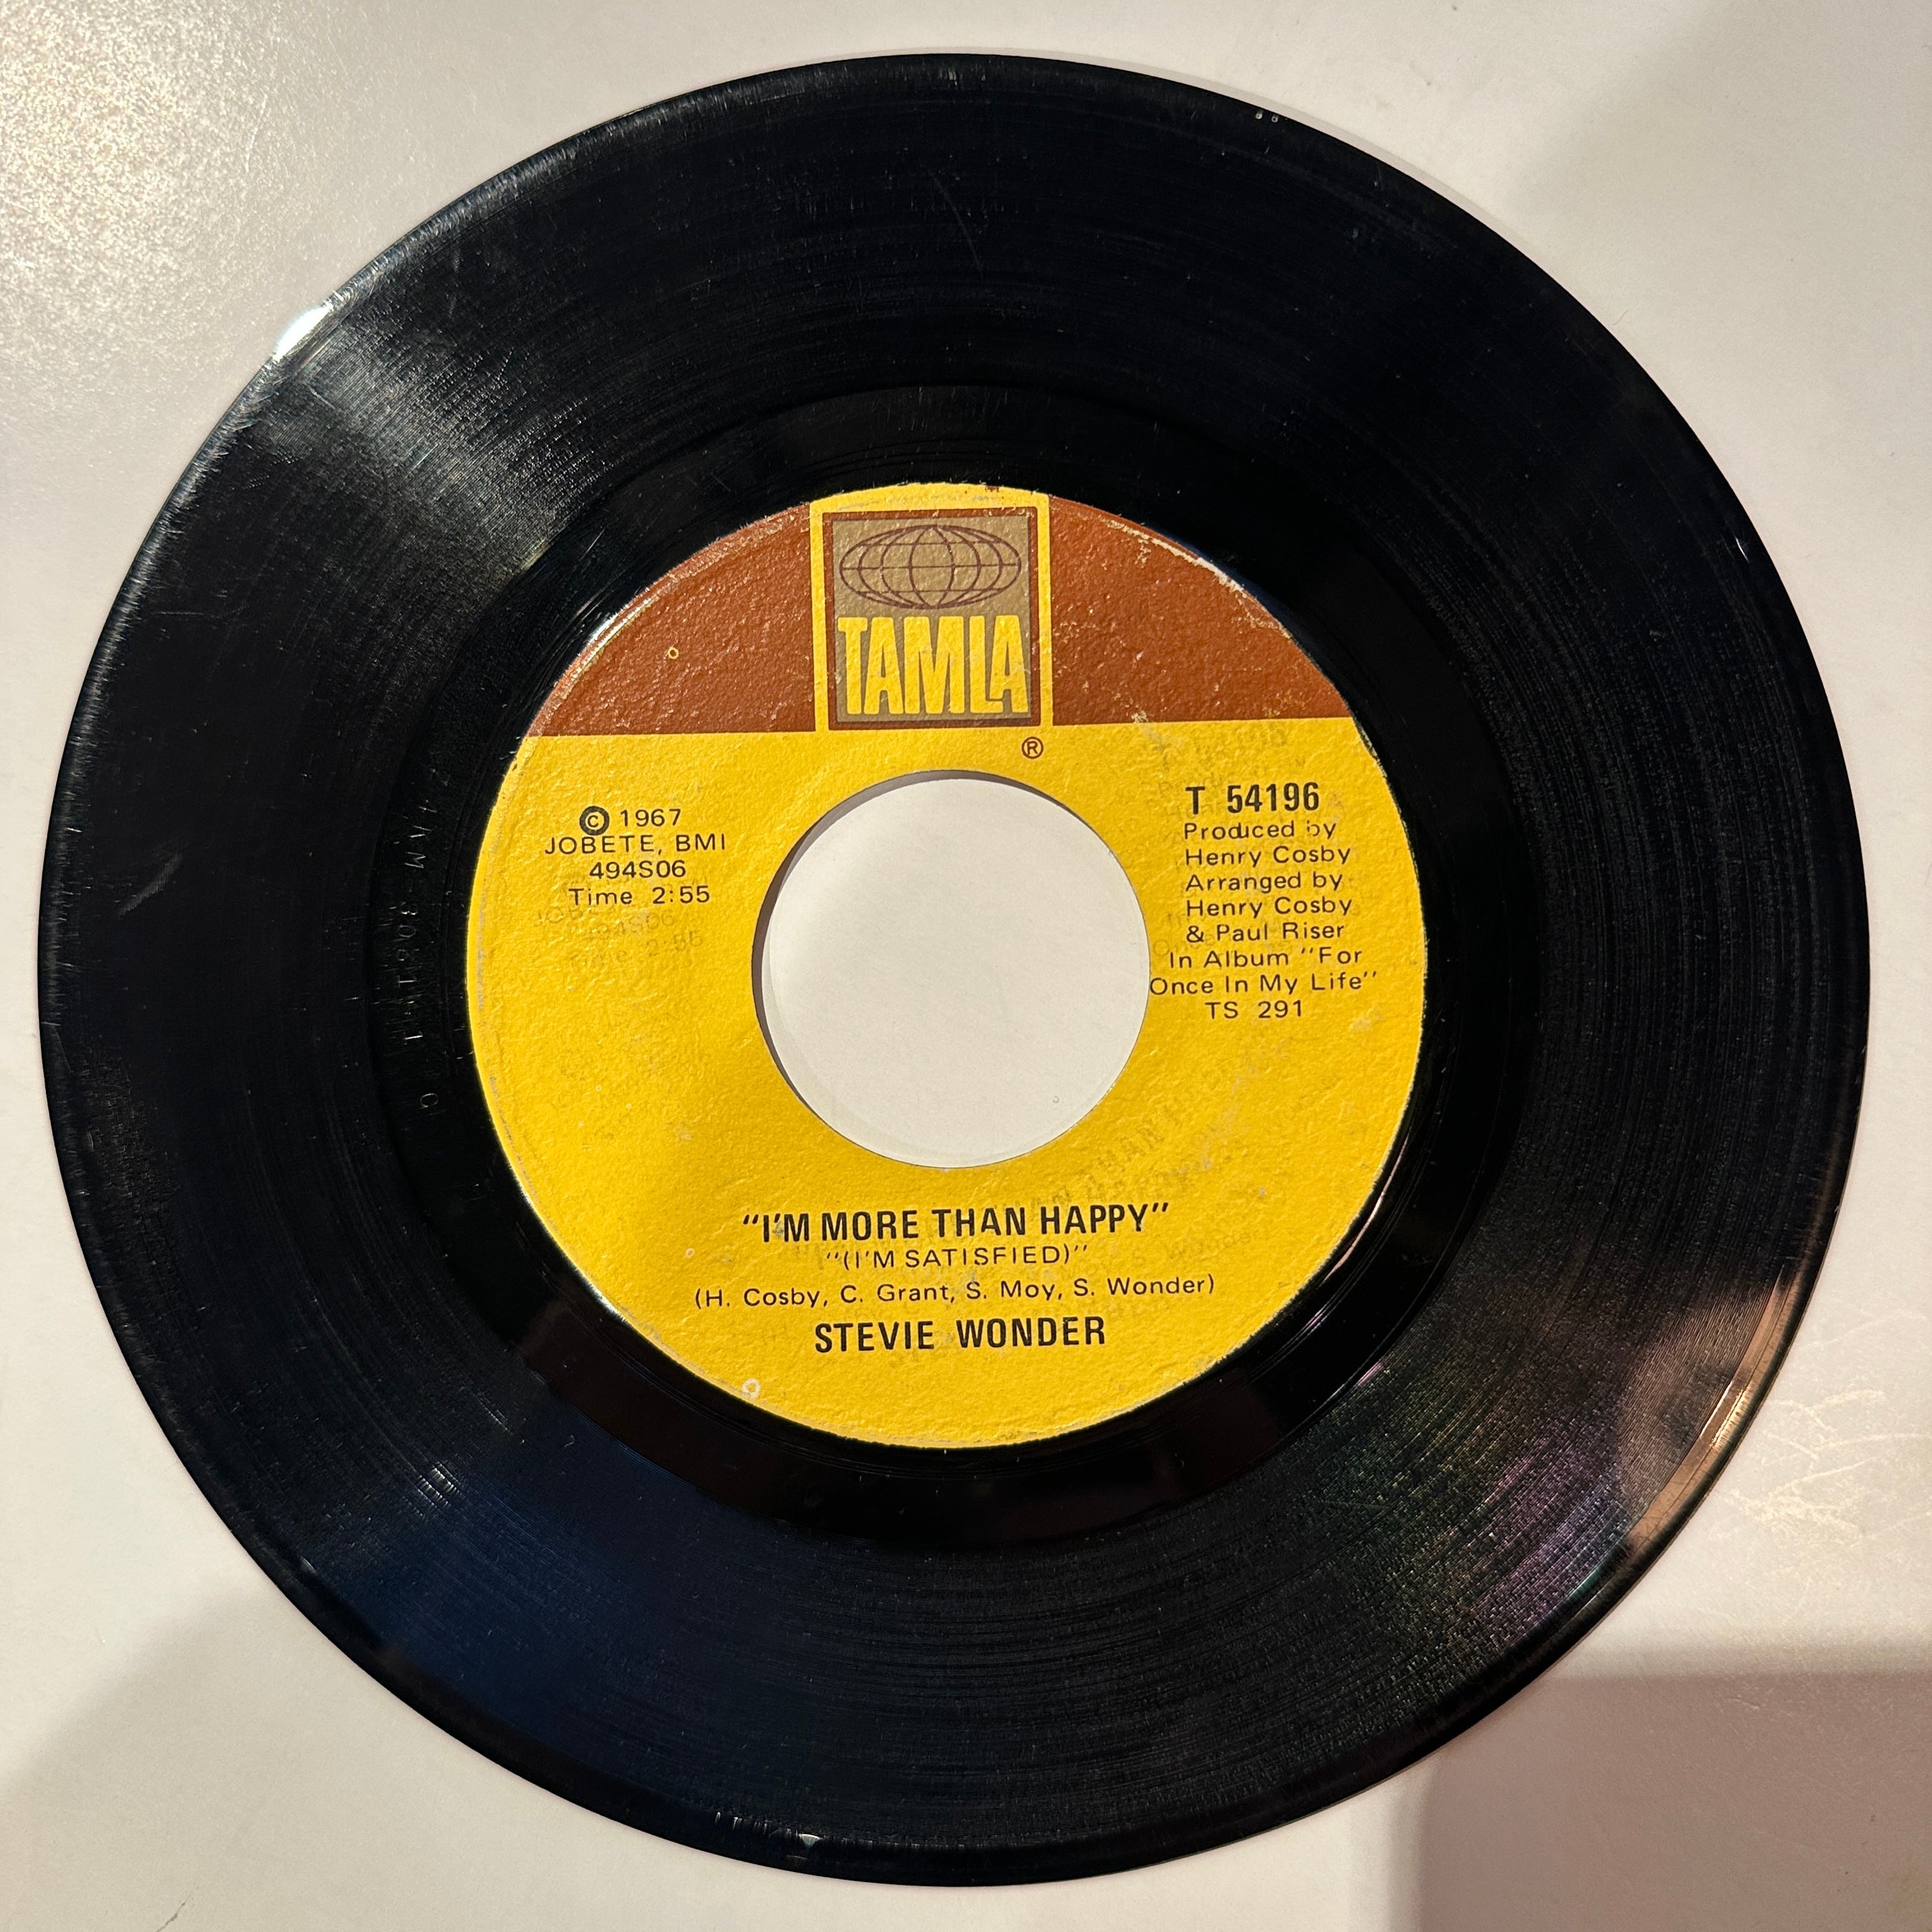 TAMLA
®
© 1967
JOBETE, BMI
494S06
Time 2:55
T 54196
Produced by
Henry Cosby
Arranged by
Henry Cosby
& Paul Riser
In Album "For
Once In My Life"
TS 291
"I'M MORE THAN HAPPY"
"(I'M SATISFIED)"
(H. Cosby, C. Grant, S. Moy, S. Wonder)
STEVIE WONDER